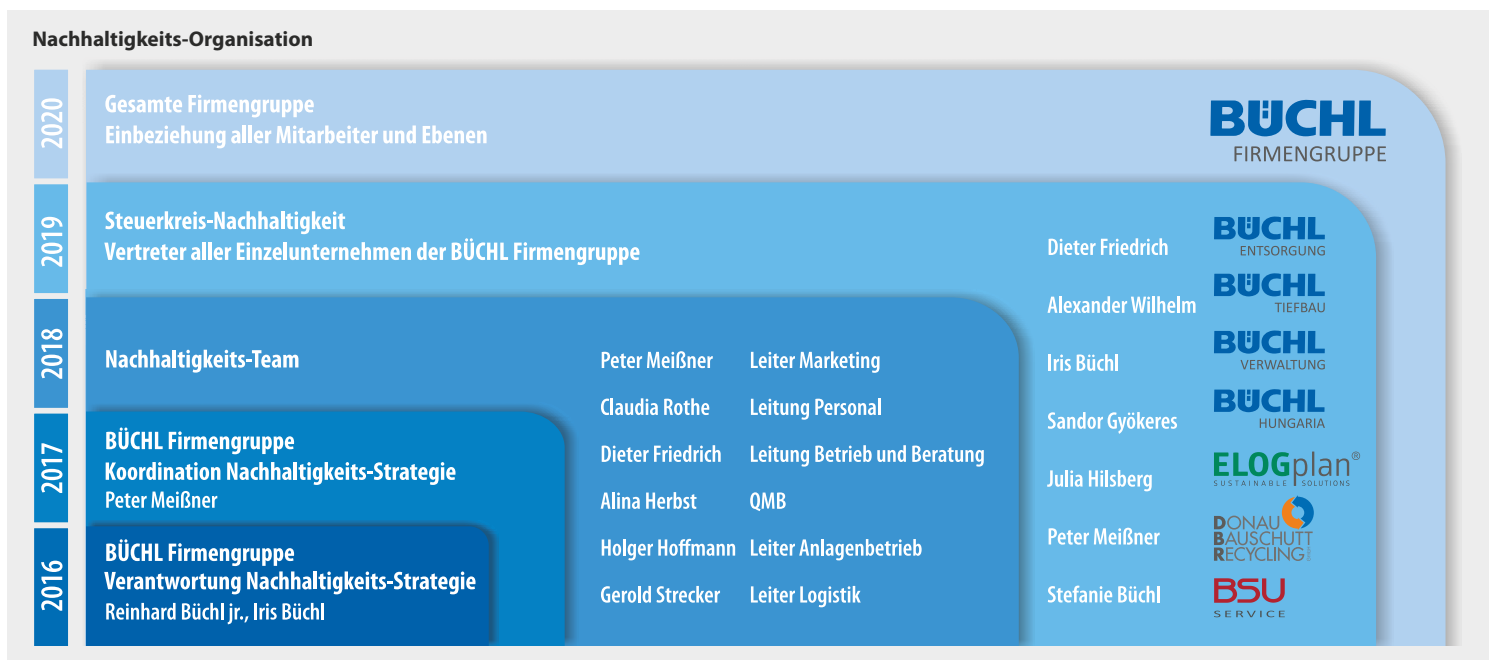 Nachhaltigkeits-Organisation
2020
Gesamte Firmengruppe
Einbeziehung aller Mitarbeiter und Ebenen
BÜCHL
FIRMENGRUPPE
2019
Steuerkreis-Nachhaltigkeit
Vertreter aller Einzelunternehmen der BÜCHL Firmengruppe
Dieter Friedrich
BÜCHL
ENTSORGUNG
Alexander Wilhelm
BÜCHL
TIEFBAU
Iris Büchl
BÜCHL
VERWALTUNG
Sandor Gyökeres
BÜCHL
HUNGARIA
Julia Hilsberg
ELOGplan®
SUSTAINABLE SOLUTIONS
Peter Meißner
DONAU
BAUSCHUTT
RECYCLING
Stefanie Büchl
BSU
SERVICE
2018
Nachhaltigkeits-Team
Peter Meißner Leiter Marketing
Claudia Rothe Leitung Personal
Dieter Friedrich Leitung Betrieb und Beratung
Alina Herbst QMB
Holger Hoffmann Leiter Anlagenbetrieb
Gerold Strecker Leiter Logistik
2017
BÜCHL Firmengruppe
Koordination Nachhaltigkeits-Strategie
Peter Meißner
2016
BÜCHL Firmengruppe
Verantwortung Nachhaltigkeits-Strategie
Reinhard Büchl jr., Iris Büchl